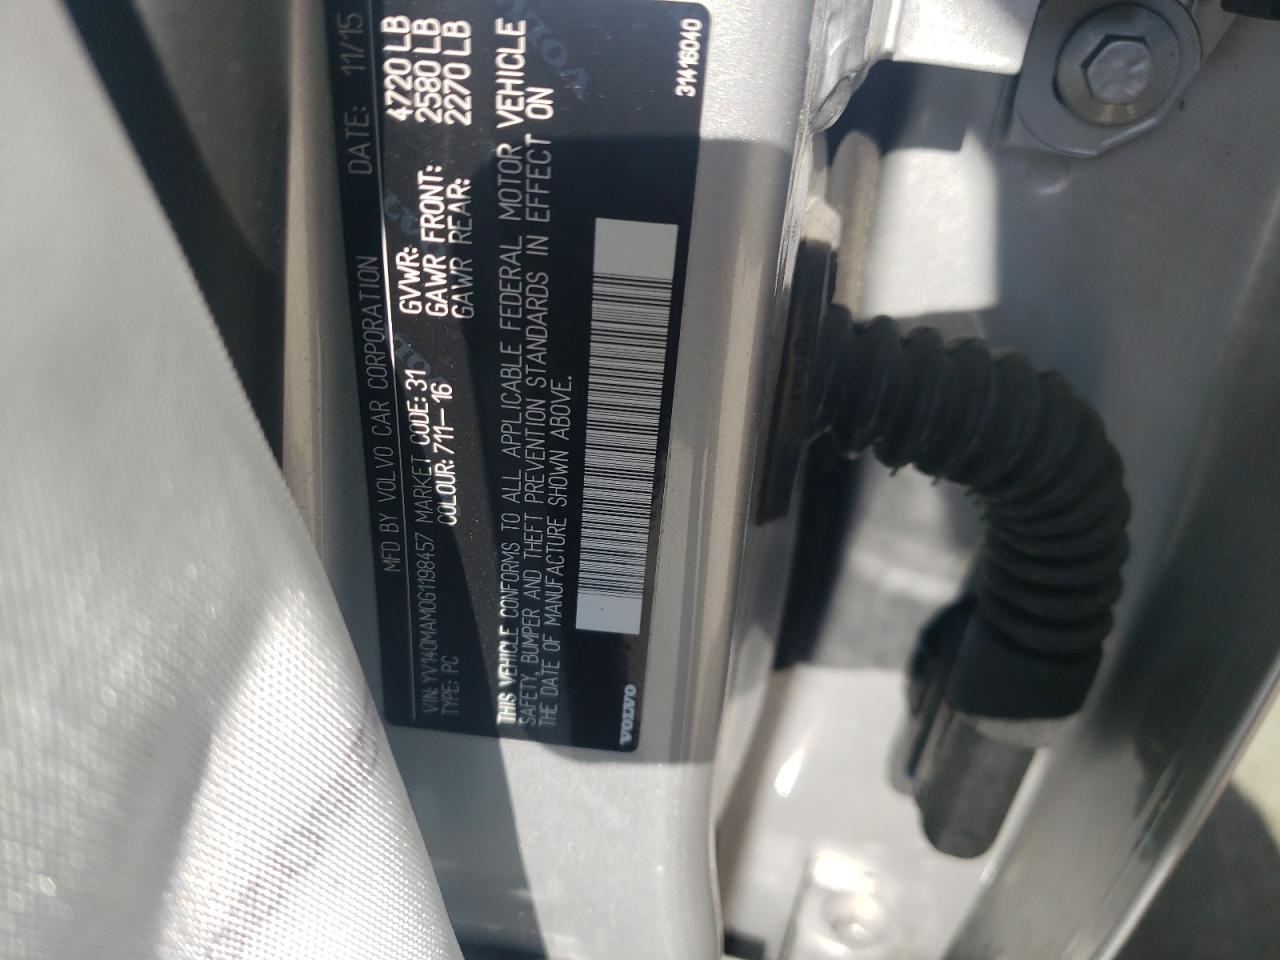 MFD BY VOLVO CAR CORPORATION DATE: 11/15
VIN: YV140MAM0G1198457 MARKET CODE: 31 GVWR: 4720 LB
TYPE: PC COLOUR: 711-16 GAWR FRONT: 2580 LB
GAWR REAR: 2270 LB
THIS VEHICLE CONFORMS TO ALL APPLICABLE FEDERAL MOTOR VEHICLE
SAFETY, BUMPER AND THEFT PREVENTION STANDARDS IN EFFECT ON
THE DATE OF MANUFACTURE SHOWN ABOVE.
VOLVO 31416040